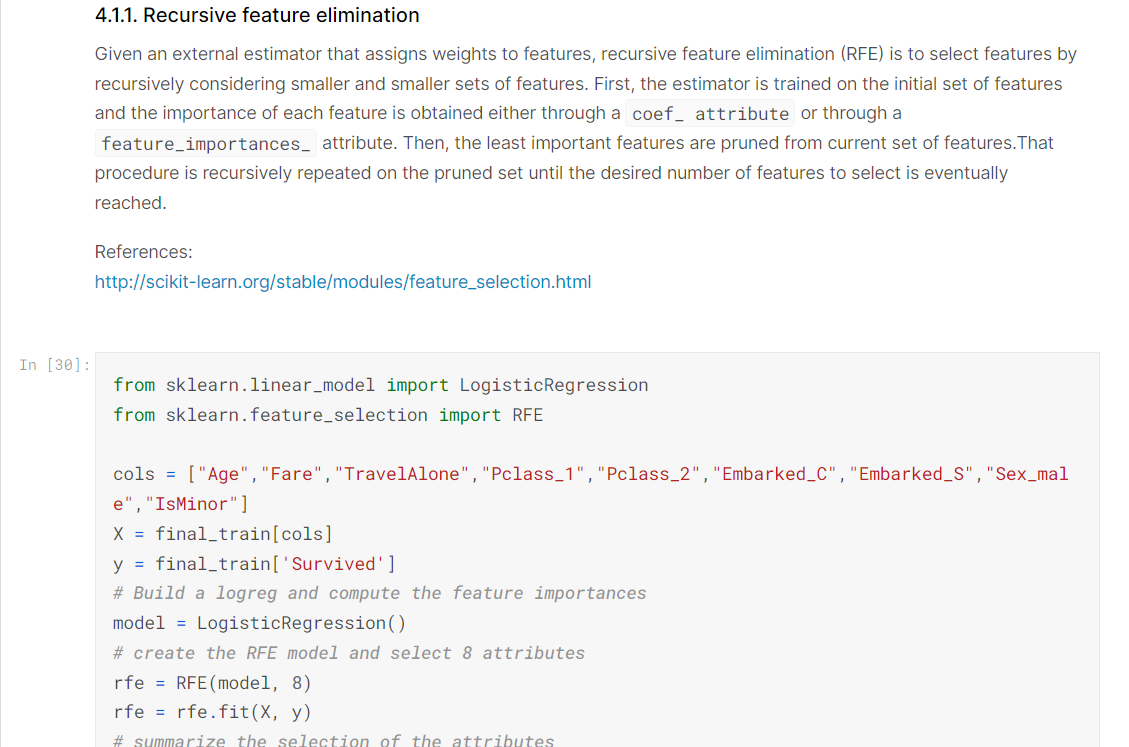 4.1.1. Recursive feature elimination
Given an external estimator that assigns weights to features, recursive feature elimination (RFE) is to select features by
recursively considering smaller and smaller sets of features. First, the estimator is trained on the initial set of features
and the importance of each feature is obtained either through a coef_ attribute or through a
feature_importances_ attribute. Then, the least important features are pruned from current set of features.That
procedure is recursively repeated on the pruned set until the desired number of features to select is eventually
reached.
References:
http://scikit-learn.org/stable/modules/feature_selection.html
In [30]:
from sklearn.linear_model import LogisticRegression
from sklearn.feature_selection import RFE
cols = ["Age","Fare","TravelAlone","Pclass_1","Pclass_2","Embarked_C","Embarked_S","Sex_mal
e","IsMinor"]
X = final_train[cols]
y = final_train['Survived']
# Build a logreg and compute the feature importances
model = LogisticRegression()
# create the RFE model and select 8 attributes
rfe = RFE(model, 8)
rfe = rfe.fit(X, y)
# summarize the selection of the attributes